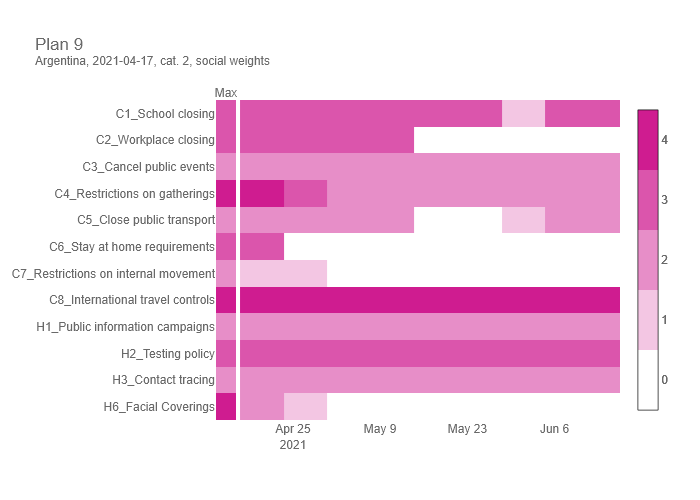 Plan 9
Argentina, 2021-04-17, cat. 2, social weights
Max
C1_School closing
C2_Workplace closing
C3_Cancel public events
C4_Restrictions on gatherings
C5_Close public transport
C6_Stay at home requirements
C7_Restrictions on internal movement
C8_International travel controls
H1_Public information campaigns
H2_Testing policy
H3_Contact tracing
H6_Facial Coverings
Apr 25 May 9 May 23 Jun 6
2021
4
3
2
1
0